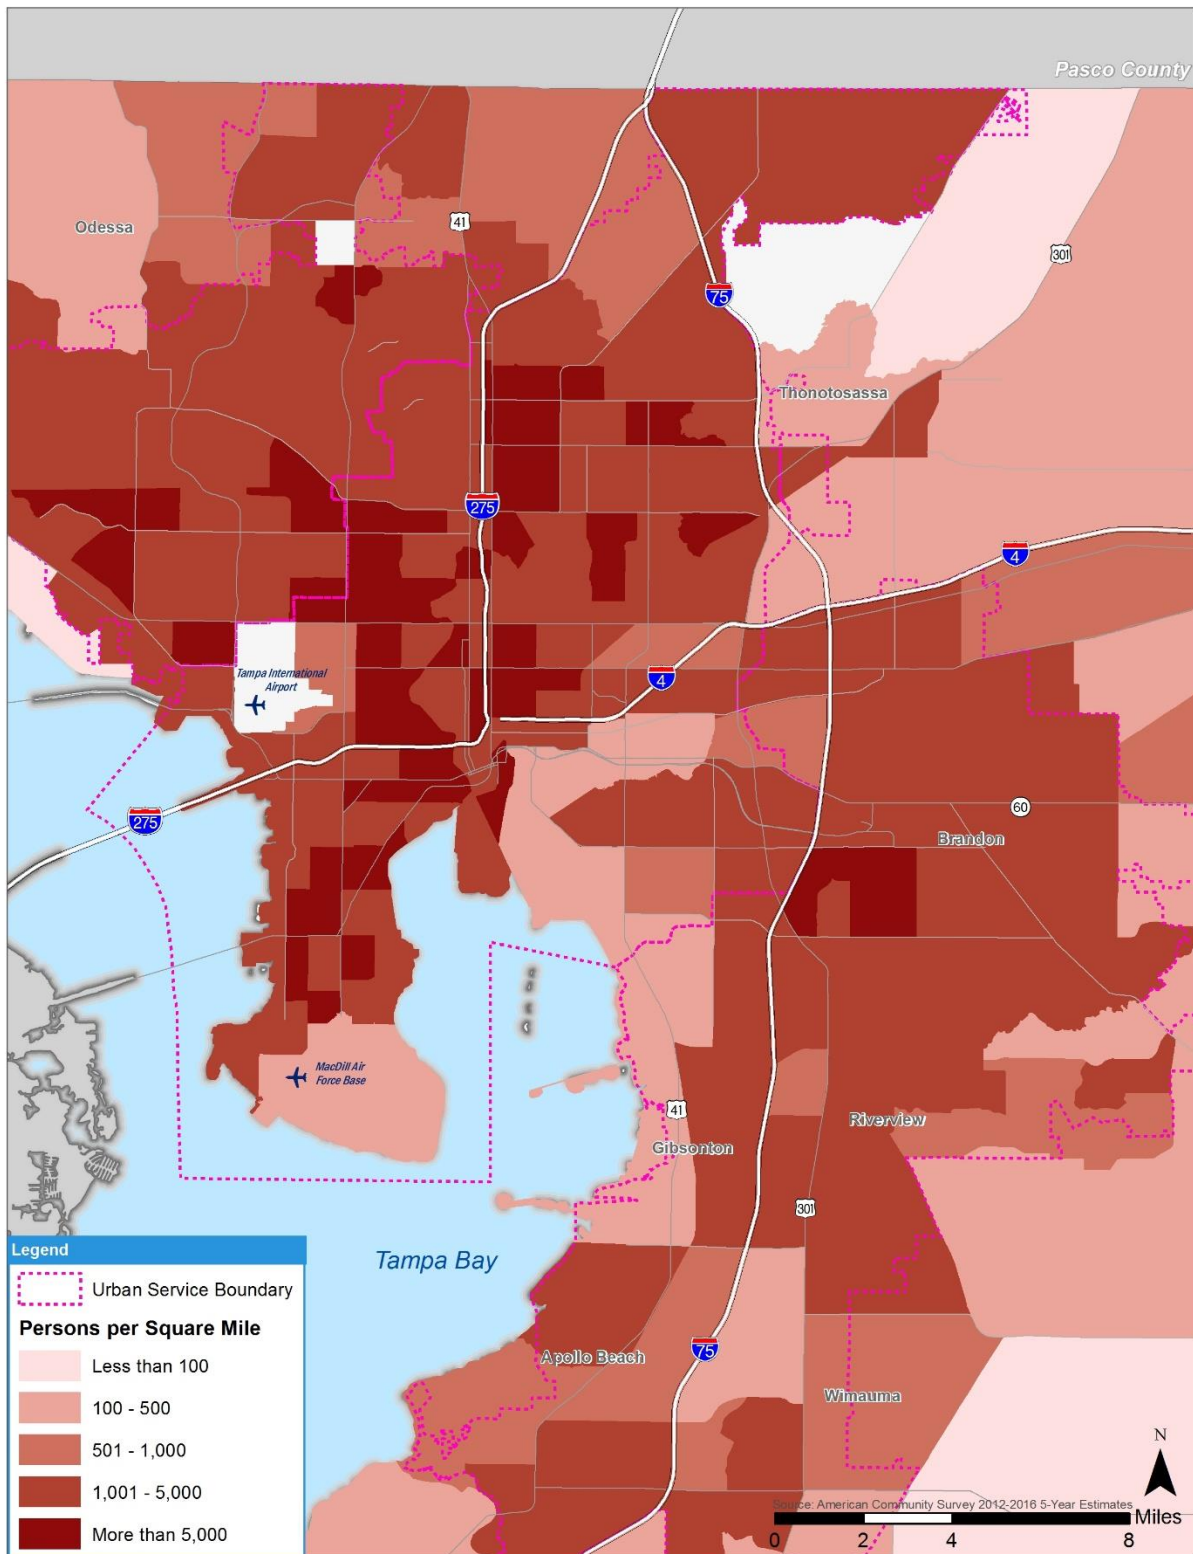 Pasco County
Odessa
41
301
75
Thonotosassa
275
4
Tampa International
Airport
4
275
60
Brandon
MacDill Air
Force Base
41
Riverview
Gibsonton
301
Tampa Bay
75
Apollo Beach
Wimauma
Legend
Urban Service Boundary
Persons per Square Mile
Less than 100
100 - 500
501 - 1,000
1,001 - 5,000
More than 5,000
N
Source: American Community Survey 2012-2016 5-Year Estimates
Miles
0 2 4 8